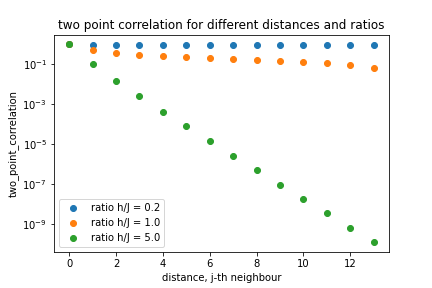 two point correlation for different distances and ratios
two_point_correlation
10⁻¹
10⁻³
10⁻⁵
10⁻⁷
10⁻⁹
ratio h/J = 0.2
ratio h/J = 1.0
ratio h/J = 5.0
0 2 4 6 8 10 12
distance, j-th neighbour